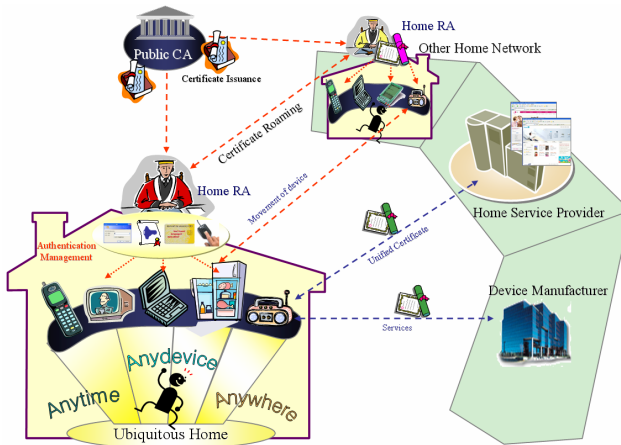 Home RA
Public CA
Other Home Network
Certificate Issuance
Certificate Roaming
Home RA
Movement of device
Home Service Provider
Authentication
Management
Unified Certificate
Device Manufacturer
Services
Anydevice
Anytime
Anywhere
Ubiquitous Home